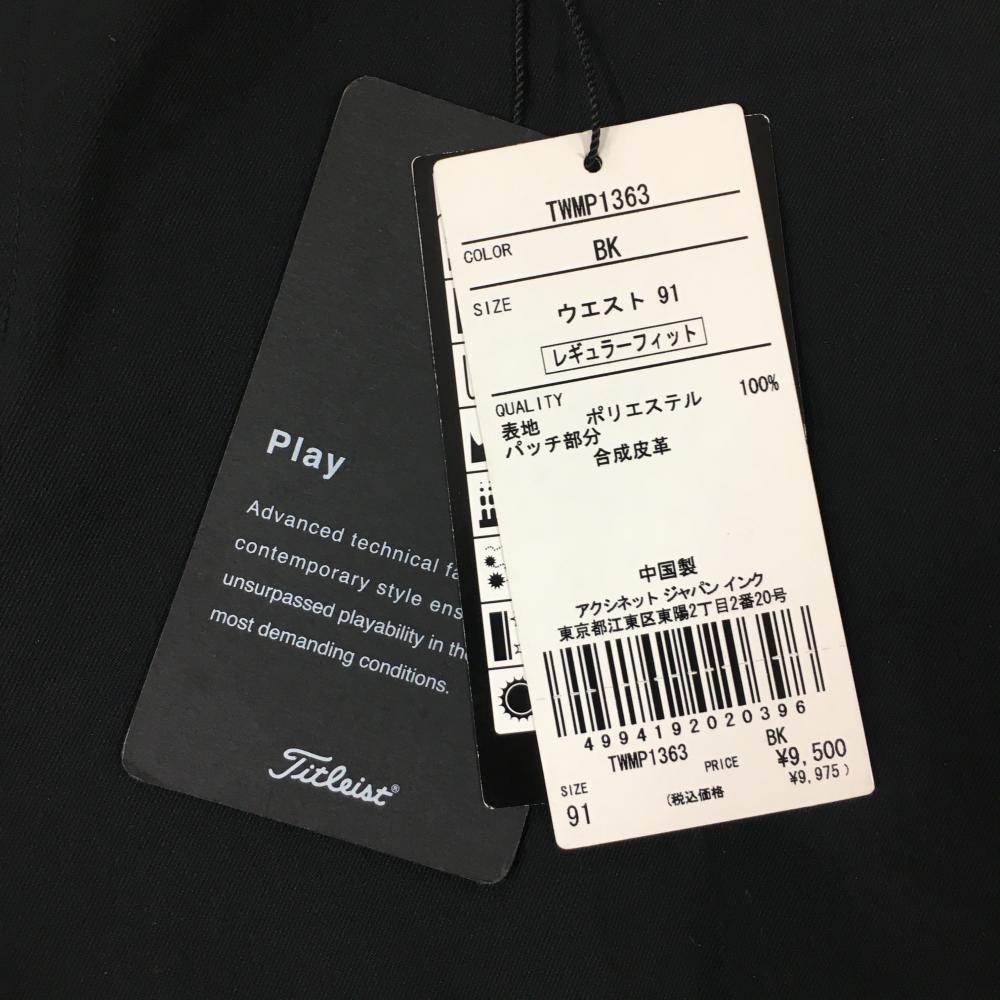 Play
Advanced technical
contemporary style
unsurpassed playability in
most demanding conditions.
Titleist®
TWMP1363
COLOR BK
SIZE ウエスト 91
レギュラーフィット
QUALITY
表地 ポリエステル 100%
パッチ部分
合成皮革
中国製
アクシネット ジャパン インク
東京都江東区東陽2丁目2番20号
4994192020396
TWMP1363 BK
PRICE ¥9,500
SIZE (税込価格 ¥9,975)
91